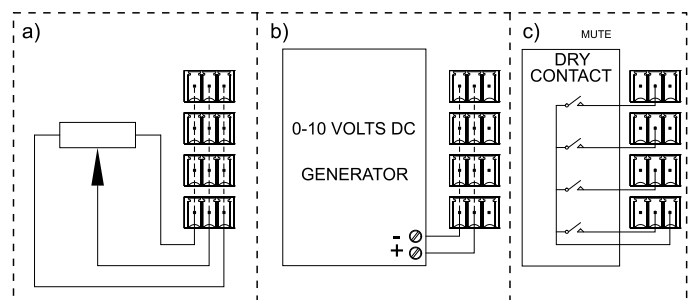 a)
b)
c)
MUTE
DRY
CONTACT
0-10 VOLTS DC
GENERATOR
-
+